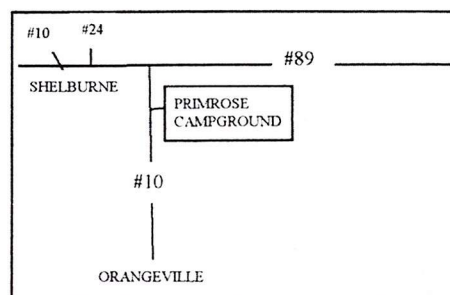 #10 #24
#89
SHELBURNE
PRIMROSE
CAMPGROUND
#10
ORANGEVILLE